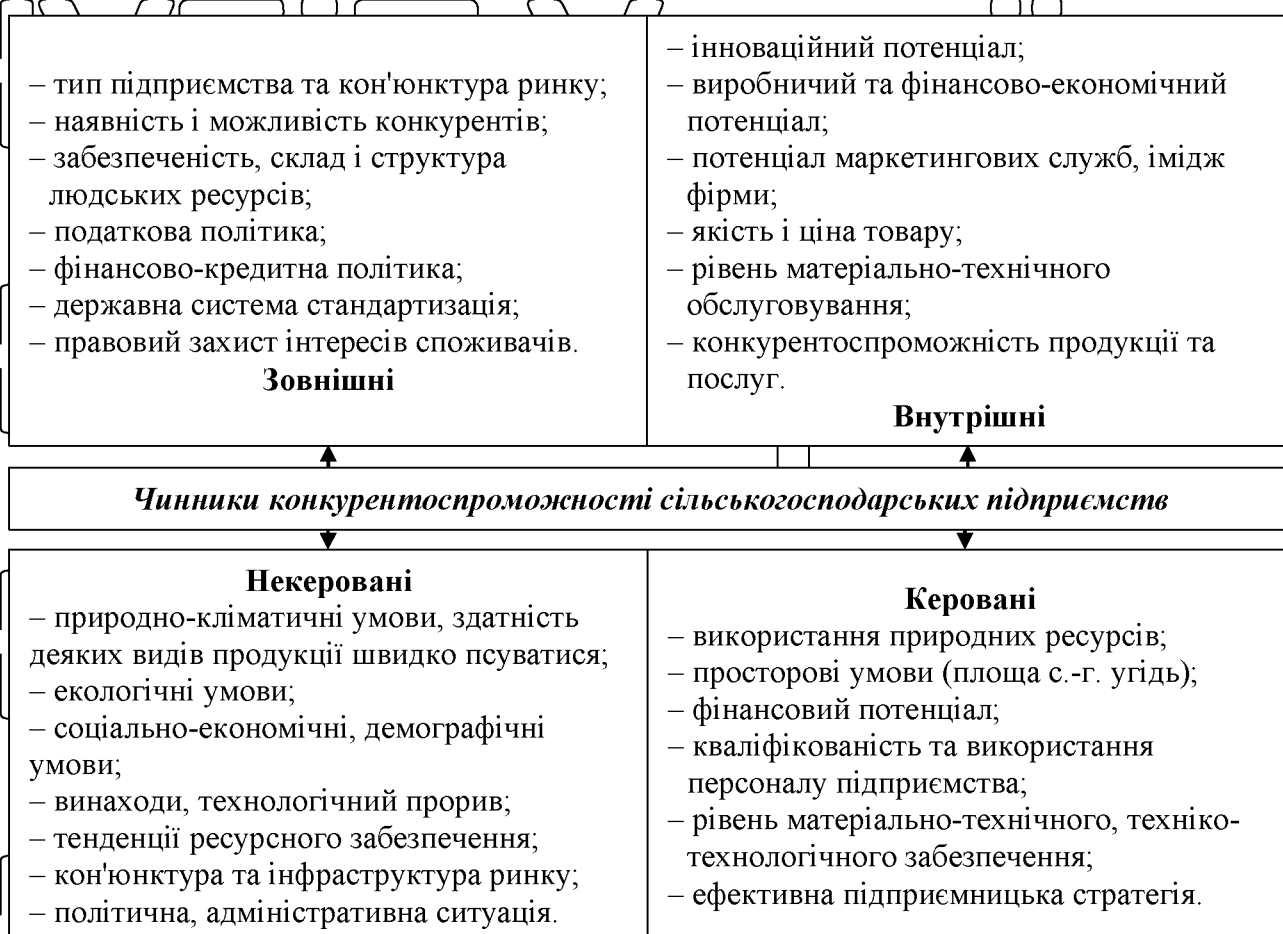 – тип підприємства та кон'юнктура ринку;
– наявність і можливість конкурентів;
– забезпеченість, склад і структура
людських ресурсів;
– податкова політика;
– фінансово-кредитна політика;
– державна система стандартизація;
– правовий захист інтересів споживачів.
Зовнішні
– інноваційний потенціал;
– виробничий та фінансово-економічний
потенціал;
– потенціал маркетингових служб, імідж
фірми;
– якість і ціна товару;
– рівень матеріально-технічного
обслуговування;
– конкурентоспроможність продукції та
послуг.
Внутрішні
Чинники конкурентоспроможності сільськогосподарських підприємств
Некеровані
– природно-кліматичні умови, здатність
деяких видів продукції швидко псуватися;
– екологічні умови;
– соціально-економічні, демографічні
умови;
– винаходи, технологічний прорив;
– тенденції ресурсного забезпечення;
– кон'юнктура та інфраструктура ринку;
– політична, адміністративна ситуація.
Керовані
– використання природних ресурсів;
– просторові умови (площа с.-г. угідь);
– фінансовий потенціал;
– кваліфікованість та використання
персоналу підприємства;
– рівень матеріально-технічного, техніко-
технологічного забезпечення;
– ефективна підприємницька стратегія.